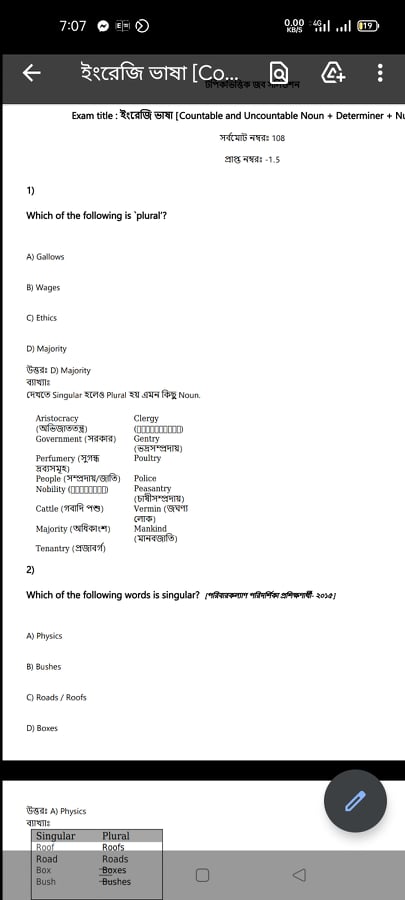 7:07
0.00 KB/S 4G 19
ইংরেজি ভাষা [Co...
Exam title : ইংরেজি ভাষা [Countable and Uncountable Noun + Determiner + Nu
সর্বমোট নম্বরঃ 108
প্রাপ্ত নম্বরঃ -1.5
1)
Which of the following is `plural'?
A) Gallows
B) Wages
C) Ethics
D) Majority
উত্তরঃ D) Majority
ব্যাখ্যাঃ
দেখতে Singular হলেও Plural হয় এমন কিছু Noun.
Aristocracy (অভিজাততন্ত্র) Clergy
Government (সরকার) Gentry (ভদ্রসম্প্রদায়)
Perfumery (সুগন্ধ দ্রব্যসমূহ) Poultry
People (সম্প্রদায়/জাতি) Police
Nobility Peasantry (চাষীসম্প্রদায়)
Cattle (গবাদি পশু) Vermin (জঘণ্য লোক)
Majority (অধিকাংশ) Mankind (মানবজাতি)
Tenantry (প্রজাবর্গ)
2)
Which of the following words is singular? [পরিবারকল্যাণ পরিদর্শিকা প্রশিক্ষণার্থী- ২০১৫]
A) Physics
B) Bushes
C) Roads / Roofs
D) Boxes
উত্তরঃ A) Physics
ব্যাখ্যাঃ
Singular Plural
Roof Roofs
Road Roads
Box Boxes
Bush Bushes